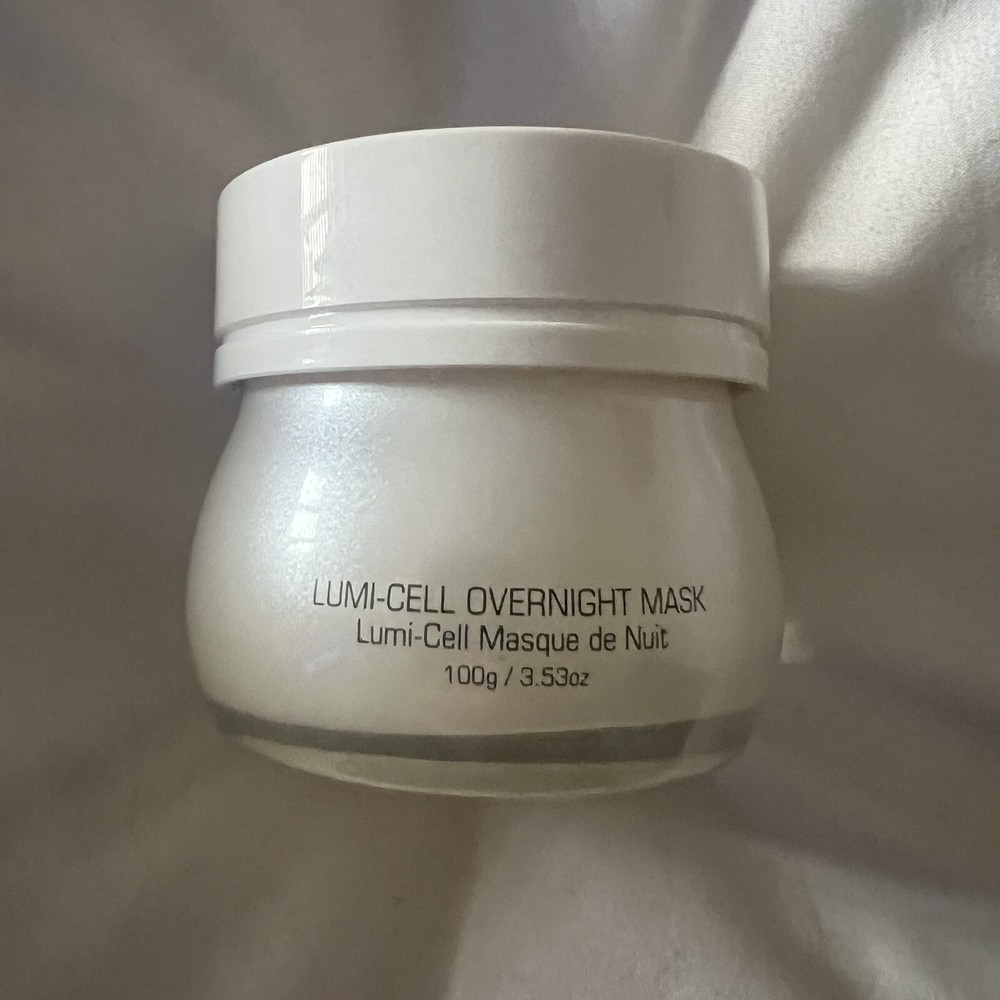 LUMI-CELL OVERNIGHT MASK
Lumi-Cell Masque de Nuit
100g / 3.53oz